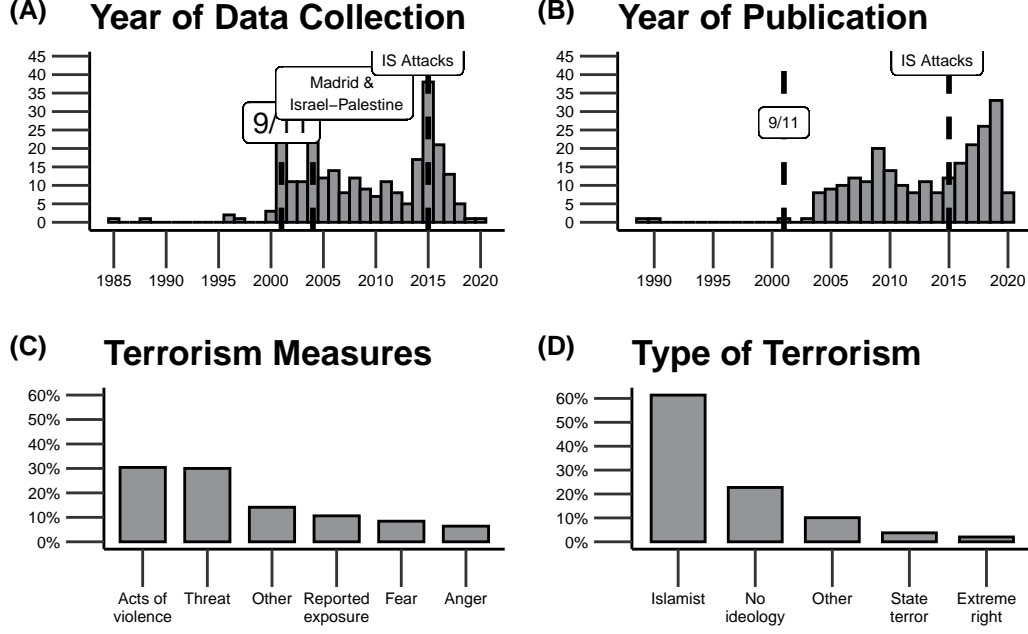 (A) Year of Data Collection
45
40
35
30
25
20
15
10
5
0
IS Attacks
Madrid &
Israel–Palestine
9/11
1985 1990 1995 2000 2005 2010 2015 2020
(B) Year of Publication
45
40
35
30
25
20
15
10
5
0
IS Attacks
9/11
1990 1995 2000 2005 2010 2015 2020
(C) Terrorism Measures
60%
50%
40%
30%
20%
10%
0%
Acts of
violence
Threat
Other
Reported
exposure
Fear
Anger
(D) Type of Terrorism
60%
50%
40%
30%
20%
10%
0%
Islamist
No
ideology
Other
State
terror
Extreme
right